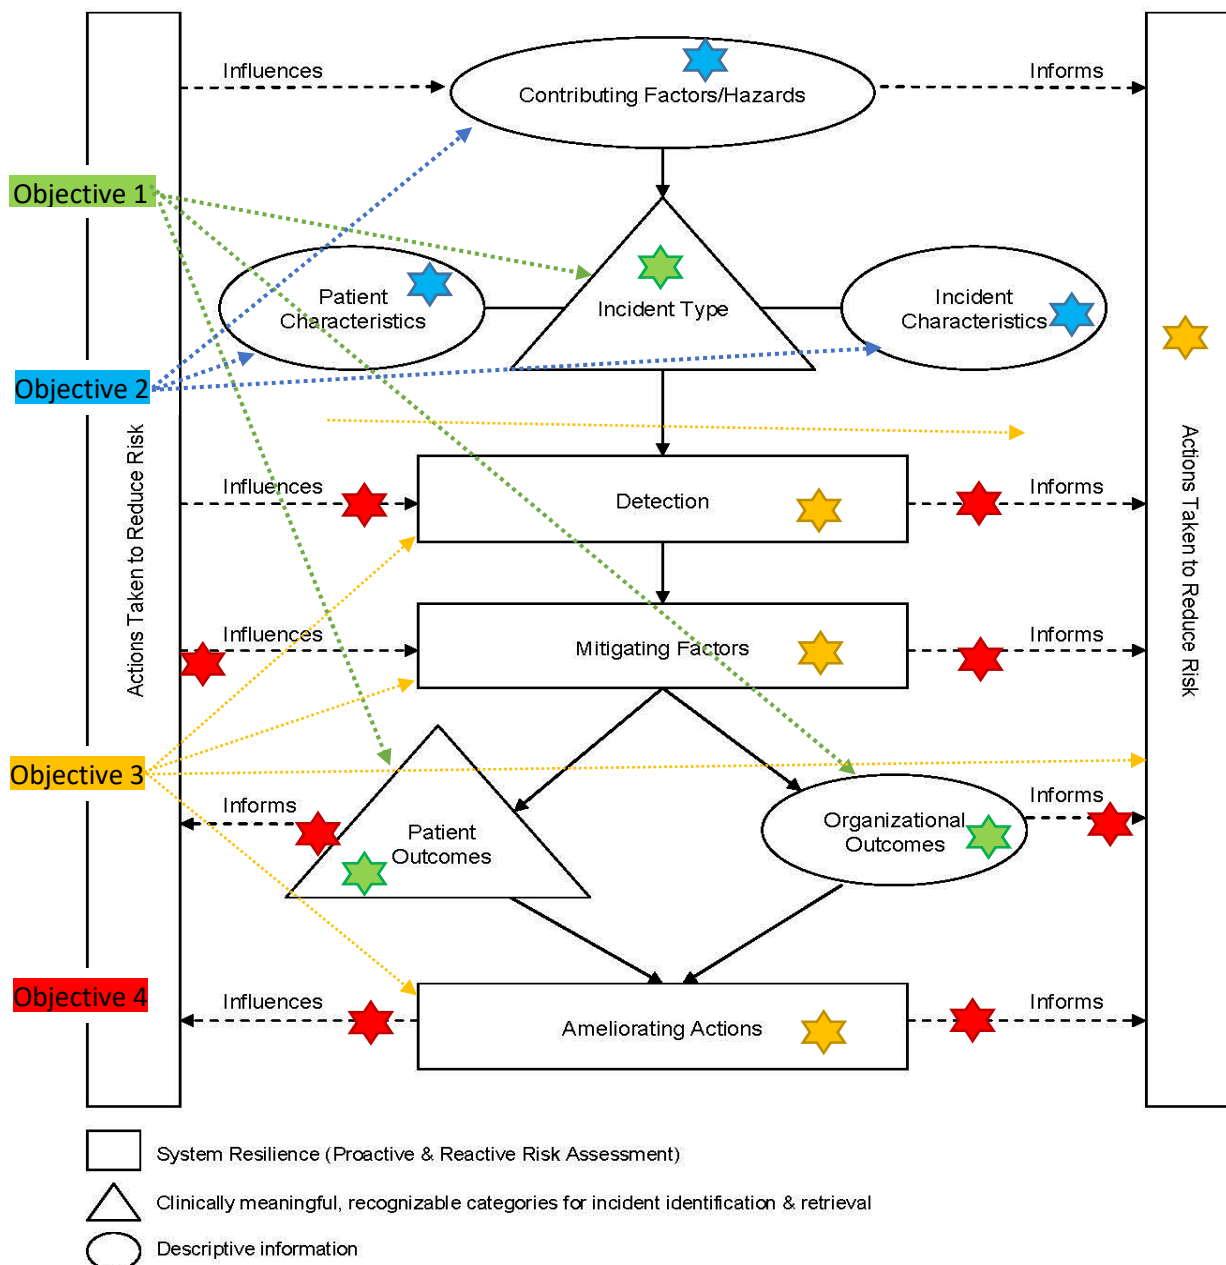 Influences
Contributing Factors/Hazards
Informs
Objective 1
Patient
Characteristics
Incident Type
Incident
Characteristics
Objective 2
Actions Taken to Reduce Risk
Influences
Detection
Informs
Actions Taken to Reduce Risk
Influences
Mitigating Factors
Informs
Objective 3
Informs
Patient
Outcomes
Organizational
Outcomes
Informs
Objective 4
Influences
Ameliorating Actions
Informs
System Resilience (Proactive & Reactive Risk Assessment)
Clinically meaningful, recognizable categories for incident identification & retrieval
Descriptive information